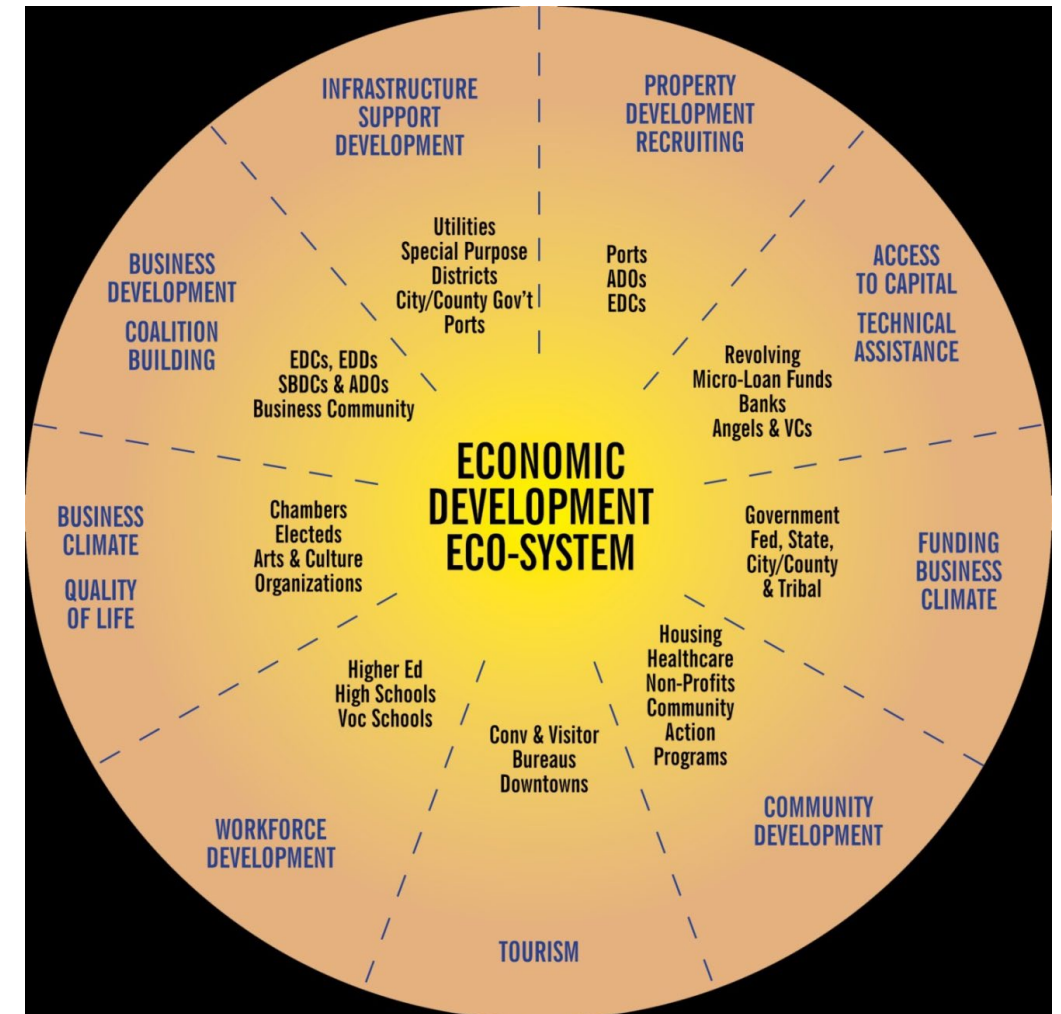 INFRASTRUCTURE
SUPPORT
DEVELOPMENT
Utilities
Special Purpose
Districts
City/County Gov't
Ports
PROPERTY
DEVELOPMENT
RECRUITING
Ports
ADOs
EDCs
ACCESS
TO CAPITAL
TECHNICAL
ASSISTANCE
Revolving
Micro-Loan Funds
Banks
Angels & VCs
FUNDING
BUSINESS
CLIMATE
Government
Fed, State,
City/County
& Tribal
COMMUNITY
DEVELOPMENT
Housing
Healthcare
Non-Profits
Community
Action
Programs
TOURISM
Conv & Visitor
Bureaus
Downtowns
WORKFORCE
DEVELOPMENT
Higher Ed
High Schools
Voc Schools
BUSINESS
CLIMATE
QUALITY
OF LIFE
Chambers
Electeds
Arts & Culture
Organizations
BUSINESS
DEVELOPMENT
COALITION
BUILDING
EDCs, EDDs
SBDCs & ADOs
Business Community
ECONOMIC
DEVELOPMENT
ECO-SYSTEM